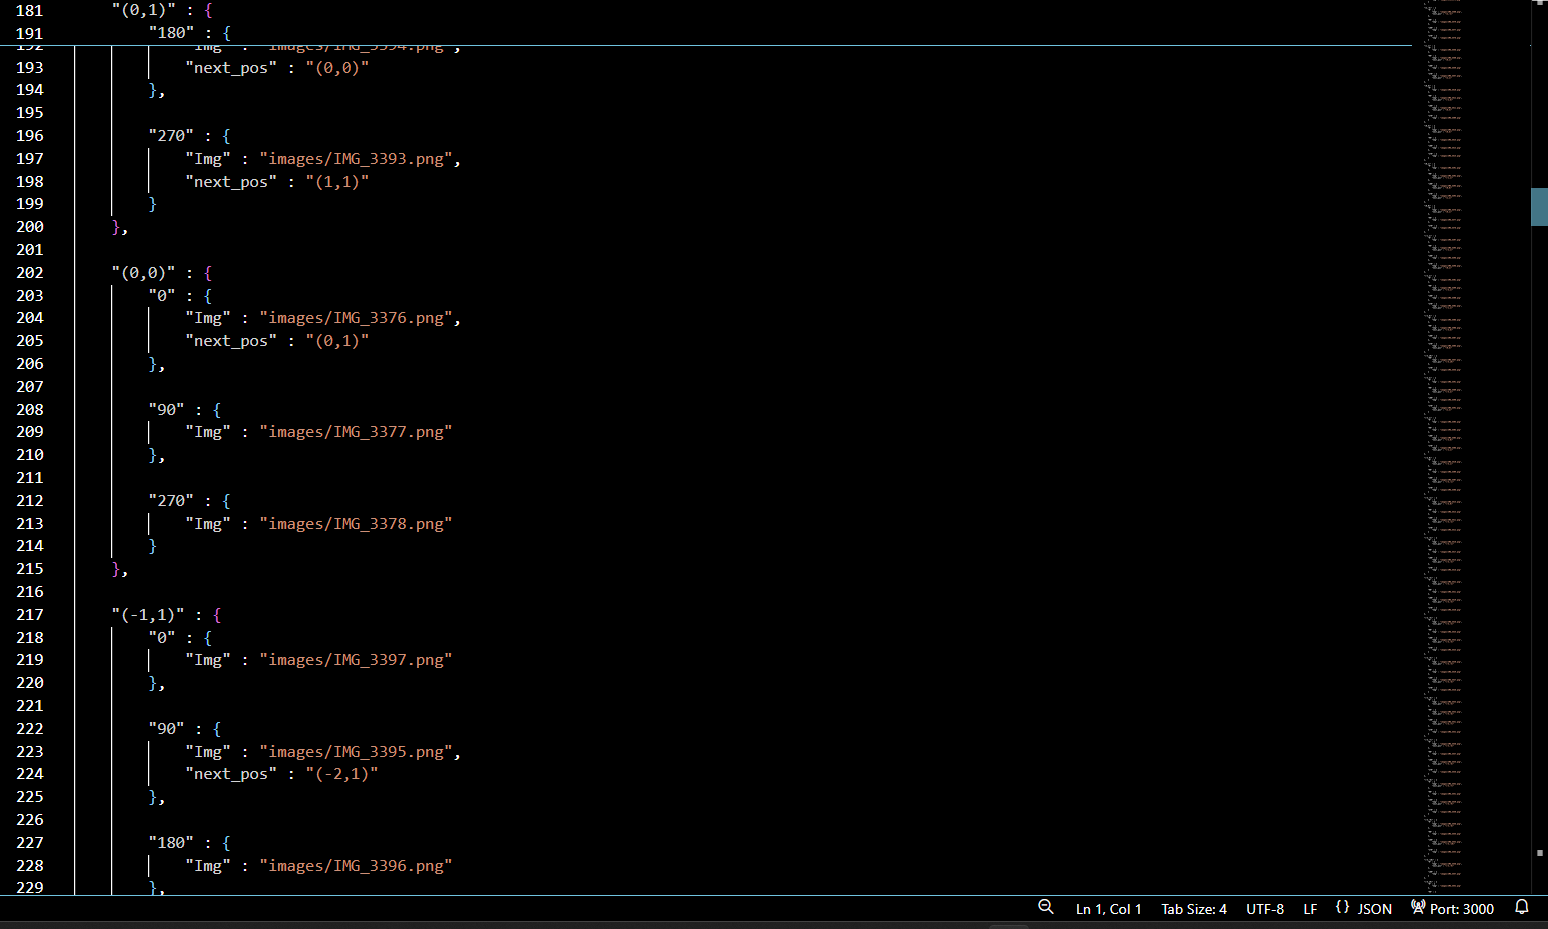 181 "(0,1)" : {
191 "180" : {
192 "Img" : "images/IMG_3394.png",
193 "next_pos" : "(0,0)"
194 },
195
196 "270" : {
197 "Img" : "images/IMG_3393.png",
198 "next_pos" : "(1,1)"
199 }
200 },
201
202 "(0,0)" : {
203 "0" : {
204 "Img" : "images/IMG_3376.png",
205 "next_pos" : "(0,1)"
206 },
207
208 "90" : {
209 "Img" : "images/IMG_3377.png"
210 },
211
212 "270" : {
213 "Img" : "images/IMG_3378.png"
214 }
215 },
216
217 "(-1,1)" : {
218 "0" : {
219 "Img" : "images/IMG_3397.png"
220 },
221
222 "90" : {
223 "Img" : "images/IMG_3395.png",
224 "next_pos" : "(-2,1)"
225 },
226
227 "180" : {
228 "Img" : "images/IMG_3396.png"
229 },
Ln 1, Col 1 Tab Size: 4 UTF-8 LF {} JSON Port: 3000